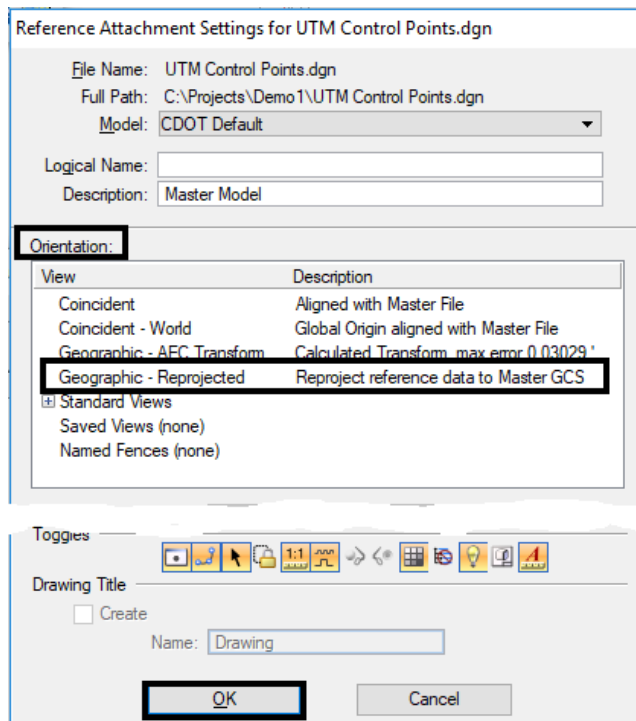 Reference Attachment Settings for UTM Control Points.dgn
File Name: UTM Control Points.dgn
Full Path: C:\Projects\Demo1\UTM Control Points.dgn
Model: CDOT Default
Logical Name:
Description: Master Model
Orientation:
View Description
Coincident Aligned with Master File
Coincident - World Global Origin aligned with Master File
Geographic - AEC Transform Calculated Transform, max error 0.03029 '
Geographic - Reprojected Reproject reference data to Master GCS
Standard Views
Saved Views (none)
Named Fences (none)
Toggles
1:1 A
Drawing Title
Create
Name: Drawing
OK Cancel